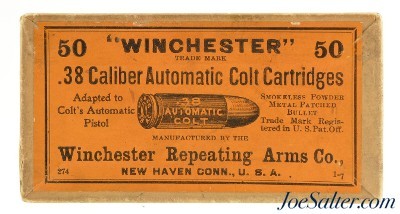 50 "WINCHESTER" 50
TRADE MARK
.38 Caliber Automatic Colt Cartridges
Adapted to
Colt's Automatic
Pistol
38
AUTOMATIC
COLT
SMOKELESS POWDER
METAL PATCHED
BULLET
Trade Mark Regis-
tered in U.S. Pat. Off.
MANUFACTURED BY THE
Winchester Repeating Arms Co.,
274 NEW HAVEN CONN., U. S. A. 1-7
JoeSalter.com